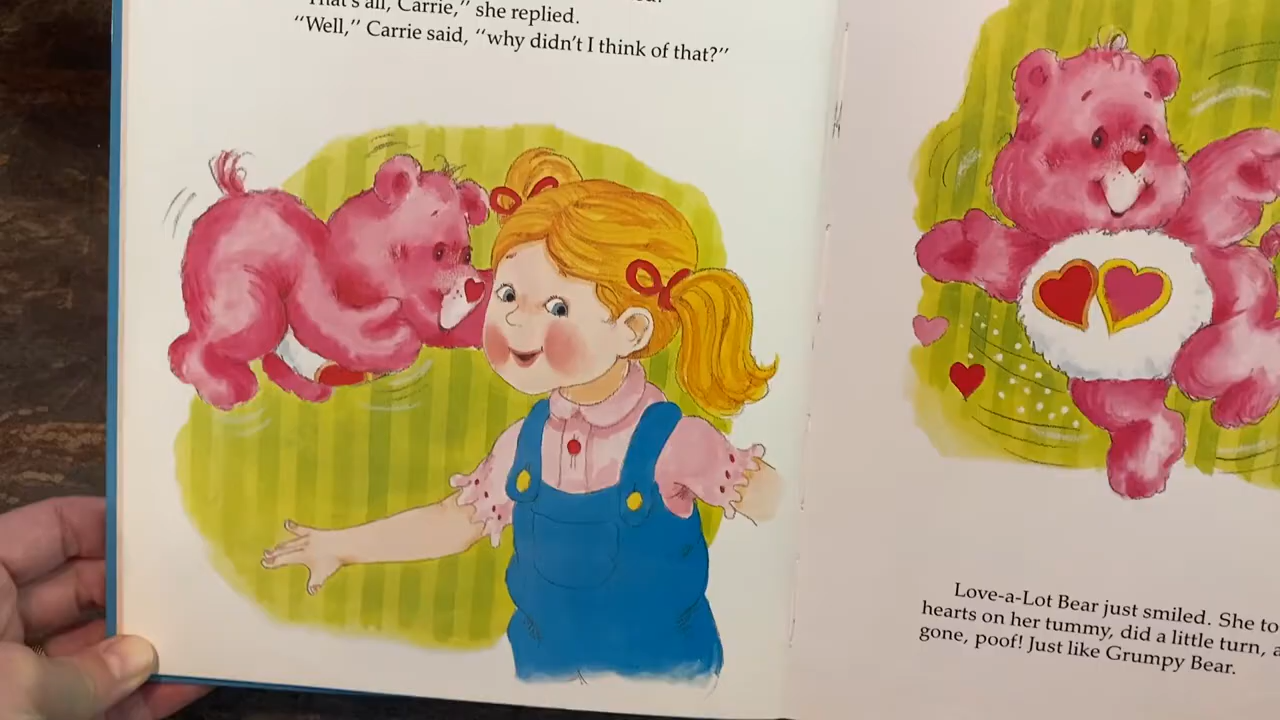 That's all, Carrie," she replied.
"Well," Carrie said, "why didn't I think of that?"
Love-a-Lot Bear just smiled. She
hearts on her tummy, did a little turn,
gone, poof! Just like Grumpy Bear.